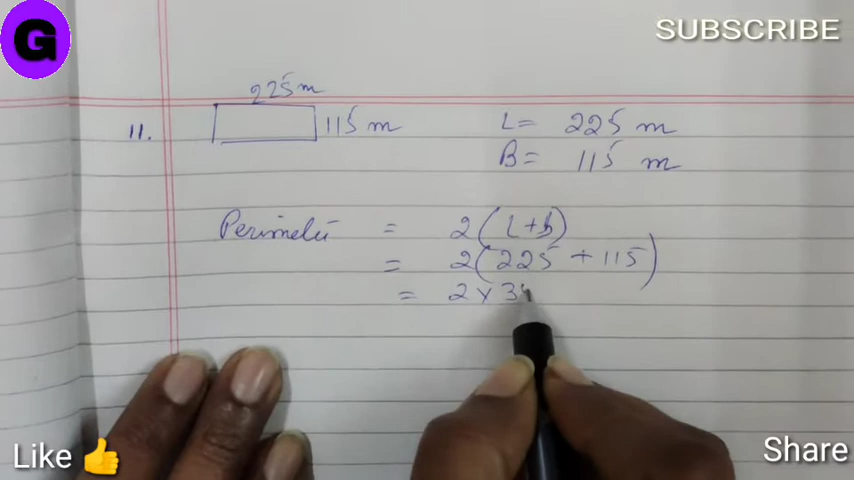 G
SUBSCRIBE
225 m
11.
115 m
L = 225 m
B = 115 m
Perimeter = 2(L+b)
= 2(225 + 115)
= 2 × 3
Like 👍
Share